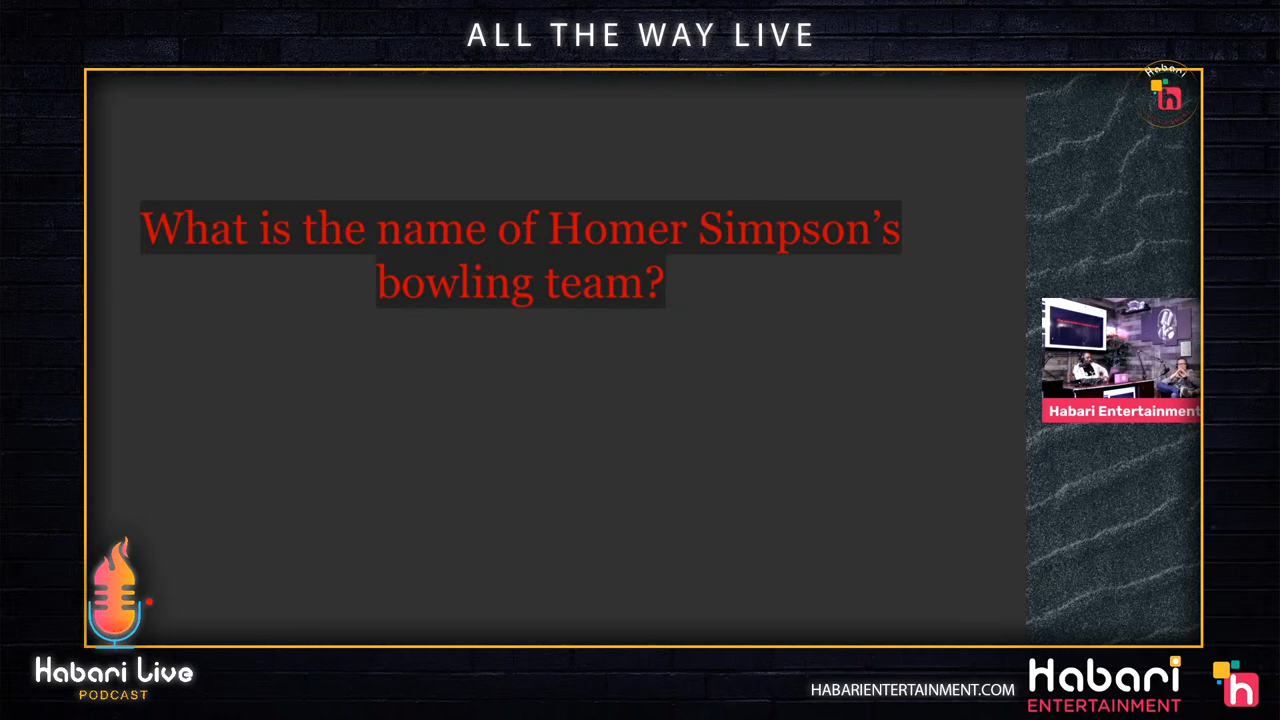 ALL THE WAY LIVE
Habari
h
What is the name of Homer Simpson’s
bowling team?
Habari Entertainment
Habari Live
PODCAST
HABARIENTERTAINMENT.COM
Habari
ENTERTAINMENT
h